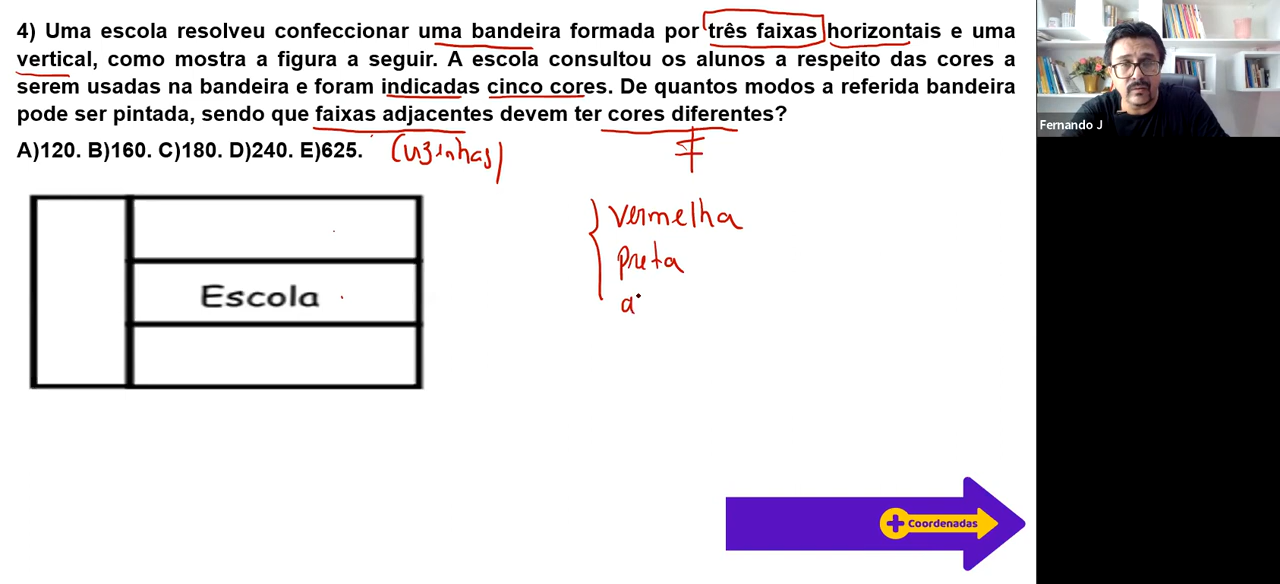 4) Uma escola resolveu confeccionar uma bandeira formada por três faixas horizontais e uma
vertical, como mostra a figura a seguir. A escola consultou os alunos a respeito das cores a
serem usadas na bandeira e foram indicadas cinco cores. De quantos modos a referida bandeira
pode ser pintada, sendo que faixas adjacentes devem ter cores diferentes?
A)120. B)160. C)180. D)240. E)625.
(vizinhas)
≠
vermelha
preta
a
Escola
Fernando J
+ Coordenadas